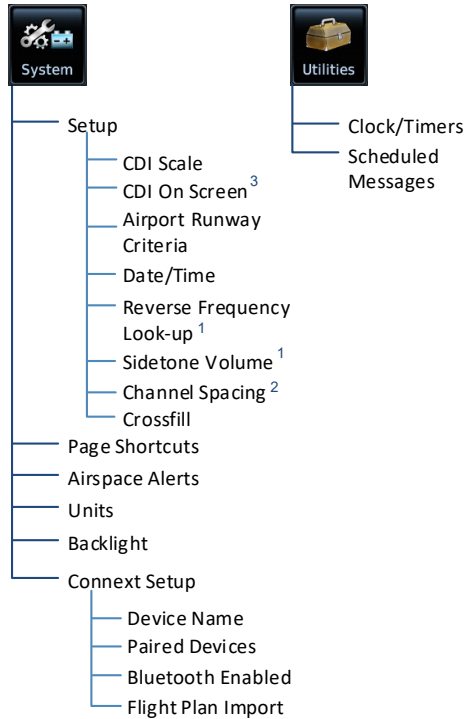 System
Setup
CDI Scale
CDI On Screen 3
Airport Runway
Criteria
Date/Time
Reverse Frequency
Look-up 1
Sidetone Volume 1
Channel Spacing 2
Crossfill
Page Shortcuts
Airspace Alerts
Units
Backlight
Connext Setup
Device Name
Paired Devices
Bluetooth Enabled
Flight Plan Import
Utilities
Clock/Timers
Scheduled
Messages